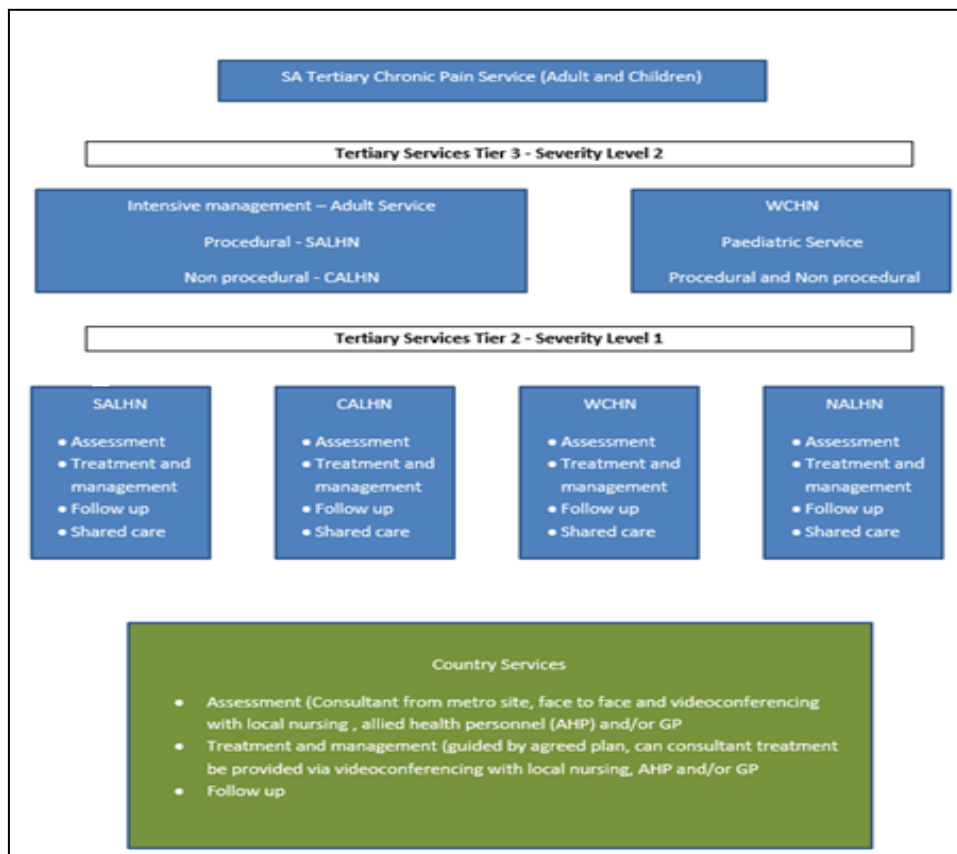 SA Tertiary Chronic Pain Service (Adult and Children)
Tertiary Services Tier 3 - Severity Level 2
Intensive management – Adult Service
Procedural - SALHN
Non procedural - CALHN
WCHN
Paediatric Service
Procedural and Non procedural
Tertiary Services Tier 2 - Severity Level 1
SALHN
• Assessment
• Treatment and
management
• Follow up
• Shared care
CALHN
• Assessment
• Treatment and
management
• Follow up
• Shared care
WCHN
• Assessment
• Treatment and
management
• Follow up
• Shared care
NALHN
• Assessment
• Treatment and
management
• Follow up
• Shared care
Country Services
• Assessment (Consultant from metro site, face to face and videoconferencing
with local nursing , allied health personnel (AHP) and/or GP
• Treatment and management (guided by agreed plan, can consultant treatment
be provided via videoconferencing with local nursing, AHP and/or GP
• Follow up